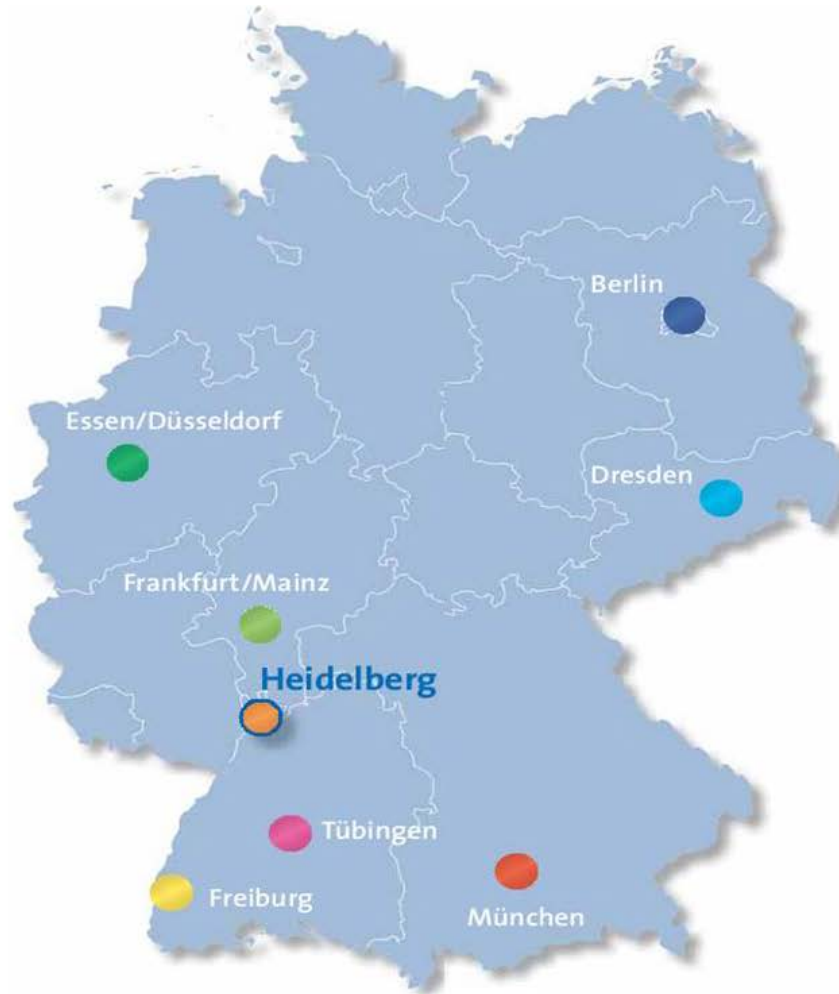 Berlin
Essen/Düsseldorf
Dresden
Frankfurt/Mainz
Heidelberg
Tübingen
Freiburg
München